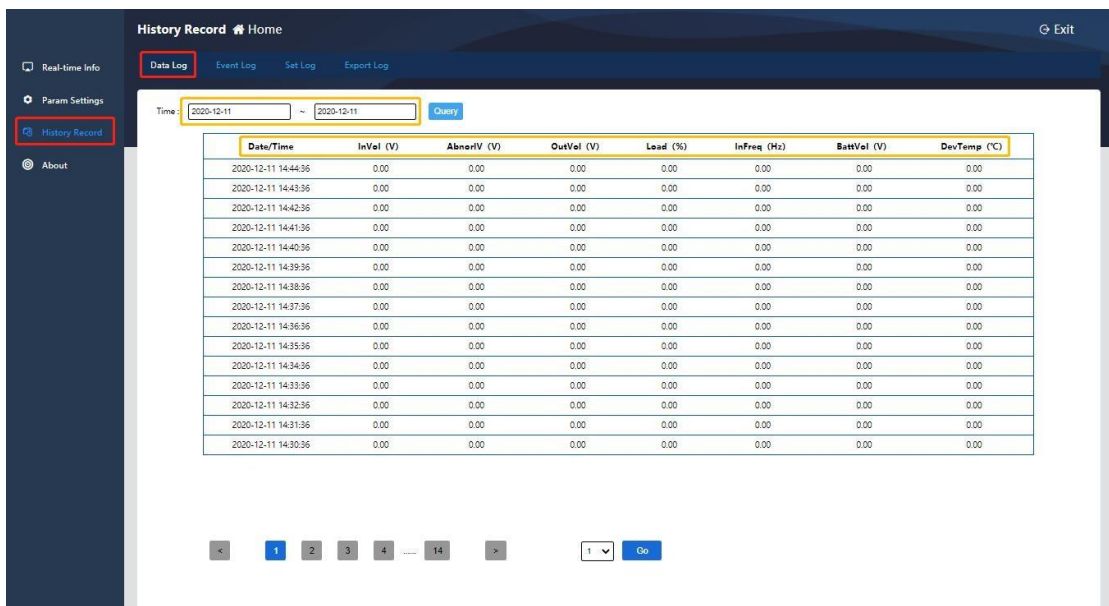 History Record Home
Exit
Real-time Info
Param Settings
History Record
About
Data Log Event Log Set Log Export Log
Time : 2020-12-11 ~ 2020-12-11 Query
Date/Time InVol (V) AbnorIV (V) OutVol (V) Load (%) InFreq (Hz) BattVol (V) DevTemp (℃)
2020-12-11 14:44:36 0.00 0.00 0.00 0.00 0.00 0.00 0.00
2020-12-11 14:43:36 0.00 0.00 0.00 0.00 0.00 0.00 0.00
2020-12-11 14:42:36 0.00 0.00 0.00 0.00 0.00 0.00 0.00
2020-12-11 14:41:36 0.00 0.00 0.00 0.00 0.00 0.00 0.00
2020-12-11 14:40:36 0.00 0.00 0.00 0.00 0.00 0.00 0.00
2020-12-11 14:39:36 0.00 0.00 0.00 0.00 0.00 0.00 0.00
2020-12-11 14:38:36 0.00 0.00 0.00 0.00 0.00 0.00 0.00
2020-12-11 14:37:36 0.00 0.00 0.00 0.00 0.00 0.00 0.00
2020-12-11 14:36:36 0.00 0.00 0.00 0.00 0.00 0.00 0.00
2020-12-11 14:35:36 0.00 0.00 0.00 0.00 0.00 0.00 0.00
2020-12-11 14:34:36 0.00 0.00 0.00 0.00 0.00 0.00 0.00
2020-12-11 14:33:36 0.00 0.00 0.00 0.00 0.00 0.00 0.00
2020-12-11 14:32:36 0.00 0.00 0.00 0.00 0.00 0.00 0.00
2020-12-11 14:31:36 0.00 0.00 0.00 0.00 0.00 0.00 0.00
2020-12-11 14:30:36 0.00 0.00 0.00 0.00 0.00 0.00 0.00
< 1 2 3 4 ...... 14 > 1 Go